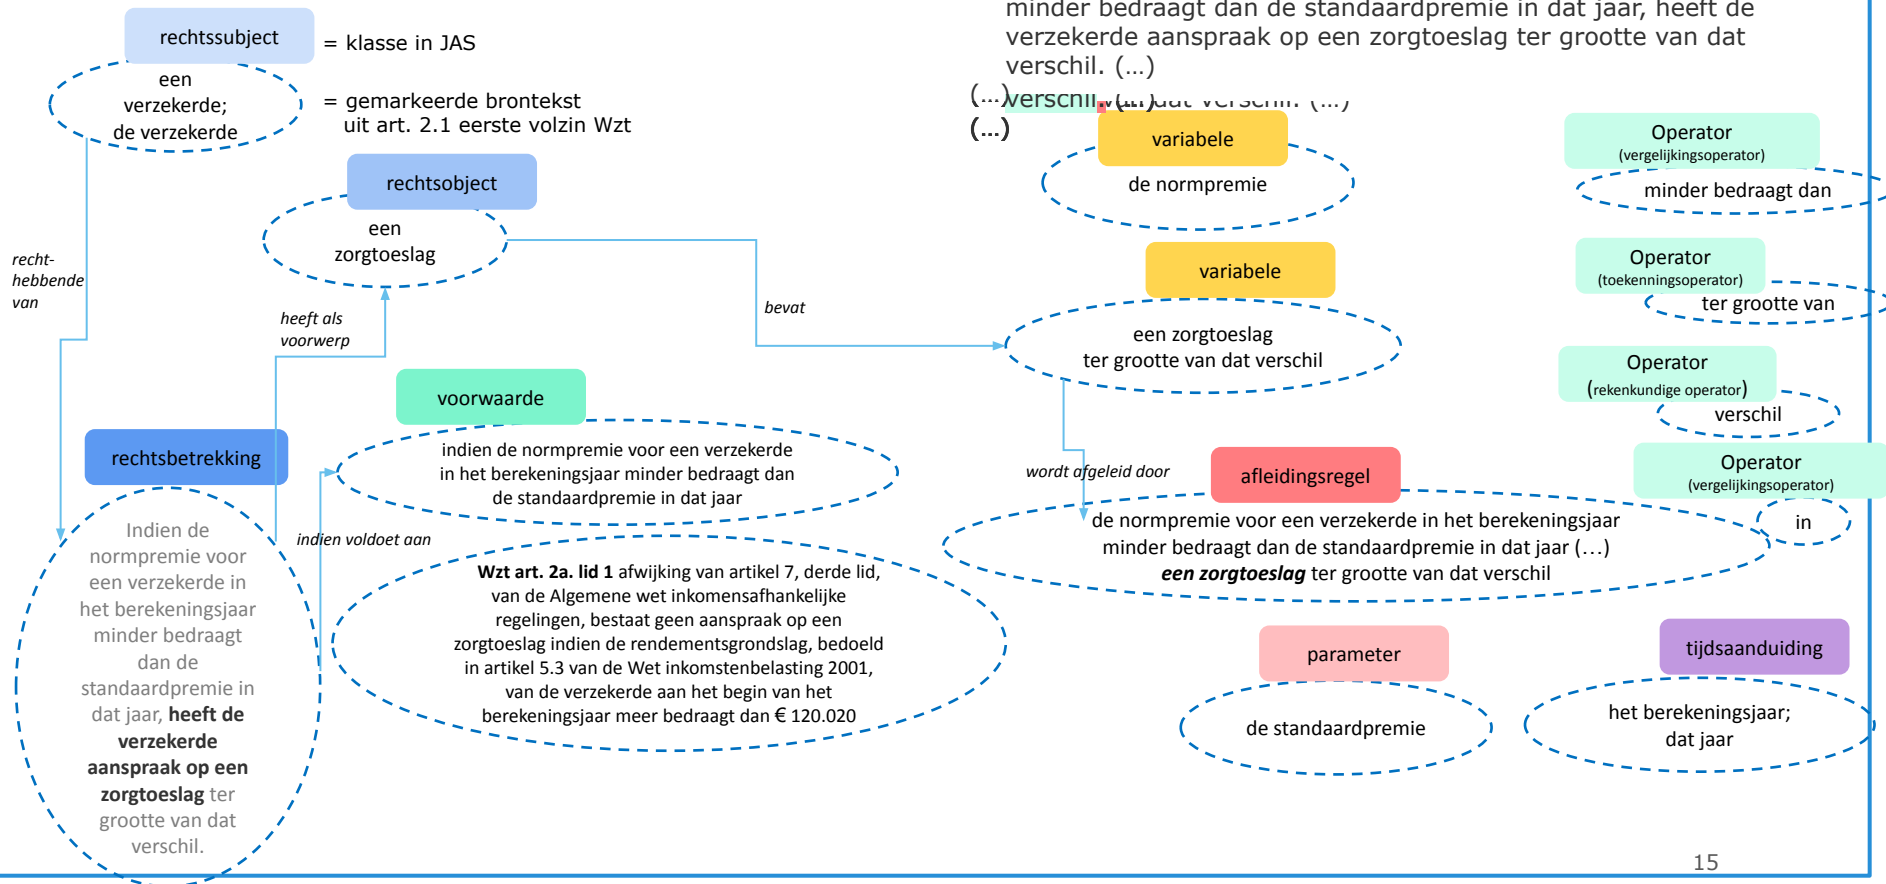 minder bedraagt dan de standaardpremie in dat jaar, heeft de
verzekerde aanspraak op een zorgtoeslag ter grootte van dat
verschil. (…)
(…)
(…)
rechtssubject
= klasse in JAS
een
verzekerde;
de verzekerde
= gemarkeerde brontekst
uit art. 2.1 eerste volzin Wzt
rechtsobject
een
zorgtoeslag
recht-
hebbende
van
heeft als
voorwerp
bevat
variabele
de normpremie
variabele
een zorgtoeslag
ter grootte van dat verschil
Operator
(vergelijkingsoperator)
minder bedraagt dan
Operator
(toekenningsoperator)
ter grootte van
Operator
(rekenkundige operator)
verschil
Operator
(vergelijkingsoperator)
in
voorwaarde
indien de normpremie voor een verzekerde
in het berekeningsjaar minder bedraagt dan
de standaardpremie in dat jaar
rechtsbetrekking
Indien de
normpremie voor
een verzekerde in
het berekeningsjaar
minder bedraagt
dan de
standaardpremie in
dat jaar, heeft de
verzekerde
aanspraak op een
zorgtoeslag ter
grootte van dat
verschil.
indien voldoet aan
Wzt art. 2a. lid 1 afwijking van artikel 7, derde lid,
van de Algemene wet inkomensafhankelijke
regelingen, bestaat geen aanspraak op een
zorgtoeslag indien de rendementsgrondslag, bedoeld
in artikel 5.3 van de Wet inkomstenbelasting 2001,
van de verzekerde aan het begin van het
berekeningsjaar meer bedraagt dan € 120.020
wordt afgeleid door
afleidingsregel
de normpremie voor een verzekerde in het berekeningsjaar
minder bedraagt dan de standaardpremie in dat jaar (…)
een zorgtoeslag ter grootte van dat verschil
parameter
de standaardpremie
tijdsaanduiding
het berekeningsjaar;
dat jaar
15